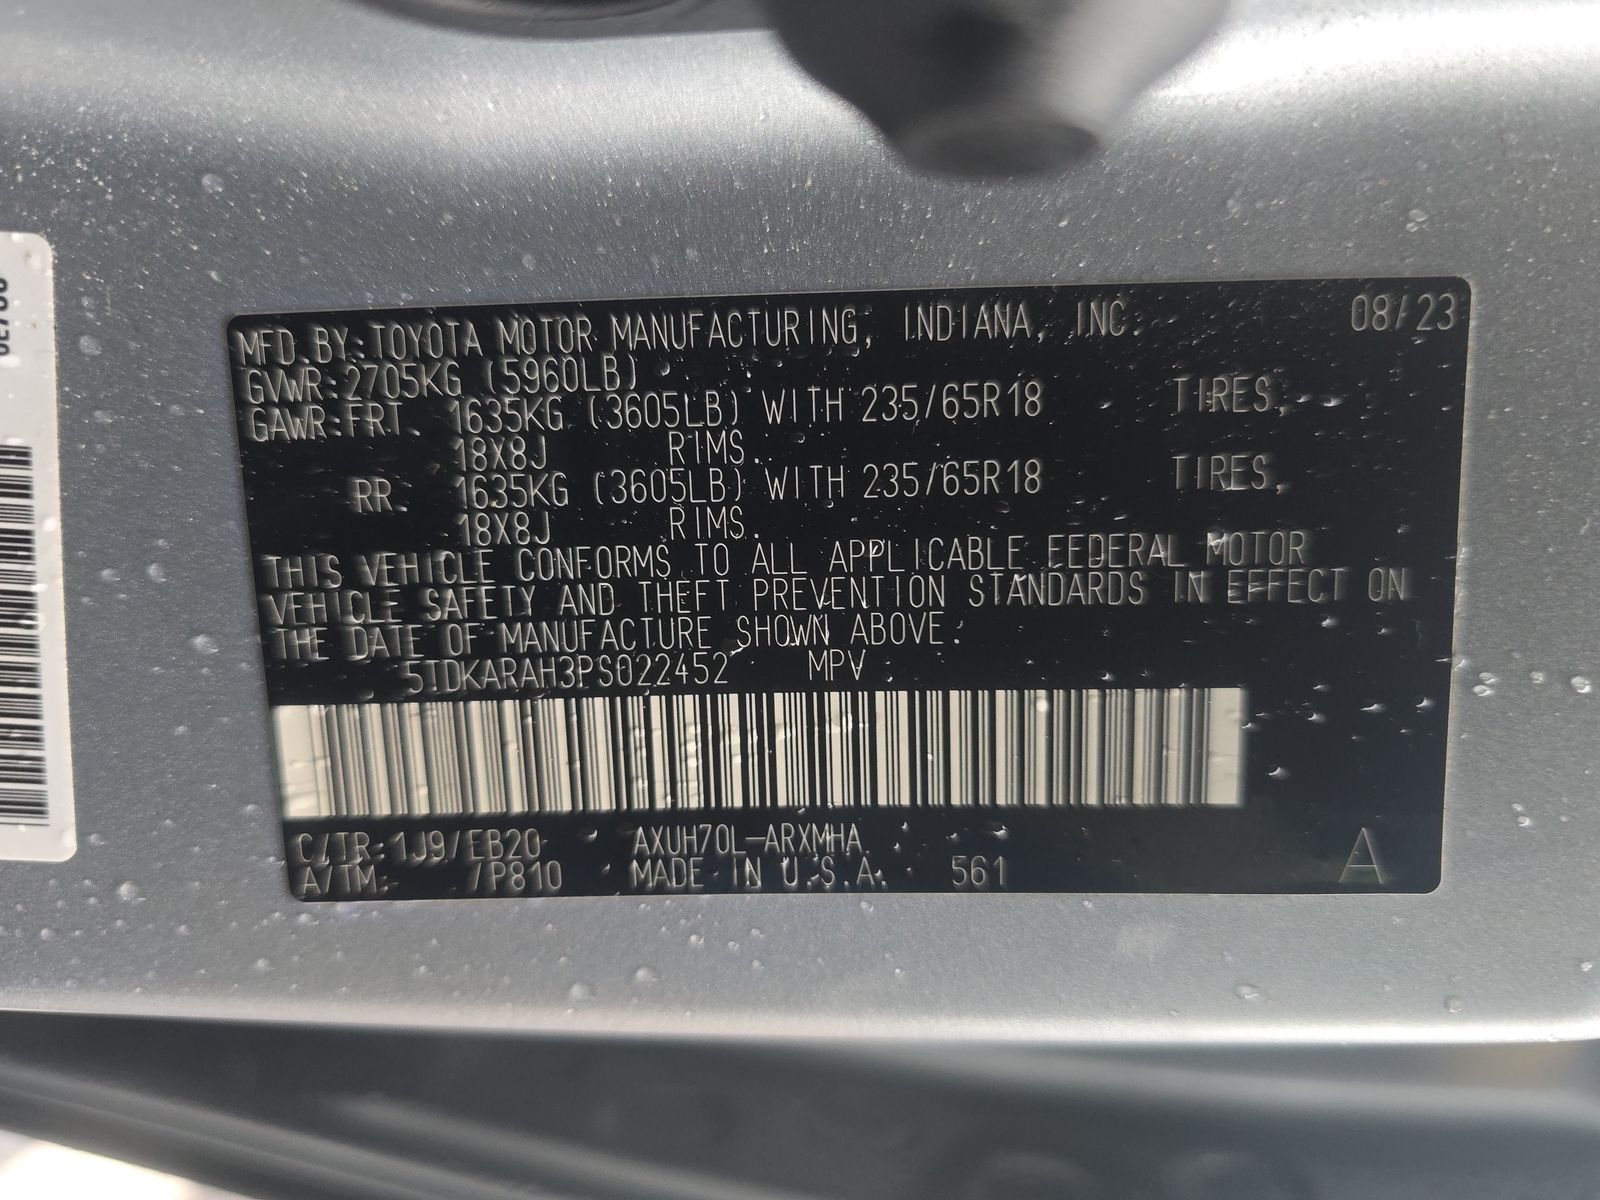 MFD.BY:TOYOTA MOTOR MANUFACTURING, INDIANA, INC. 08/23
GVWR:2705KG (5960LB)
GAWR:FRT 1635KG (3605LB) WITH 235/65R18 TIRES,
18X8J RIMS.
RR. 1635KG (3605LB) WITH 235/65R18 TIRES,
18X8J RIMS.
THIS VEHICLE CONFORMS TO ALL APPLICABLE FEDERAL MOTOR
VEHICLE SAFETY AND THEFT PREVENTION STANDARDS IN EFFECT ON
THE DATE OF MANUFACTURE SHOWN ABOVE.
5TDKARAH3PS022452 MPV
C/TR:1J9/EB20 AXUH70L-ARXMHA
A/TM: /P810 MADE IN U.S.A. 561 A